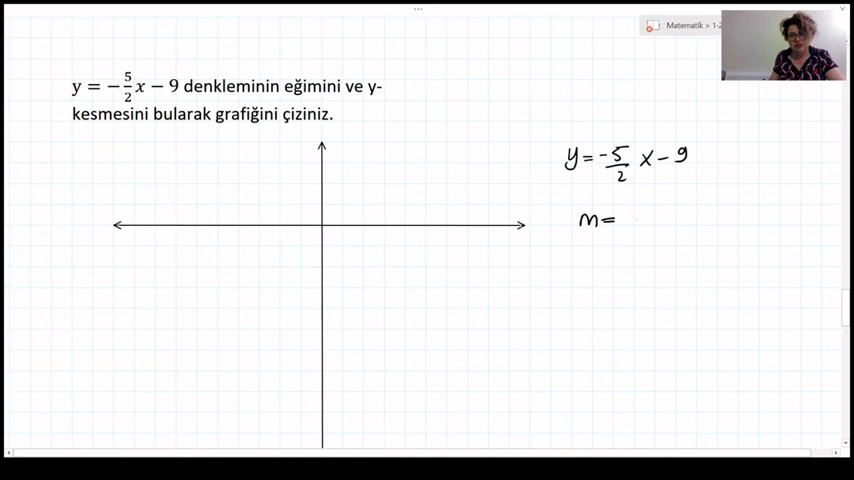 Matematik > 1-2
y = −5/2 x − 9 denkleminin eğimini ve y-
kesmesini bularak grafiğini çiziniz.
y = -5/2 x - 9
m =